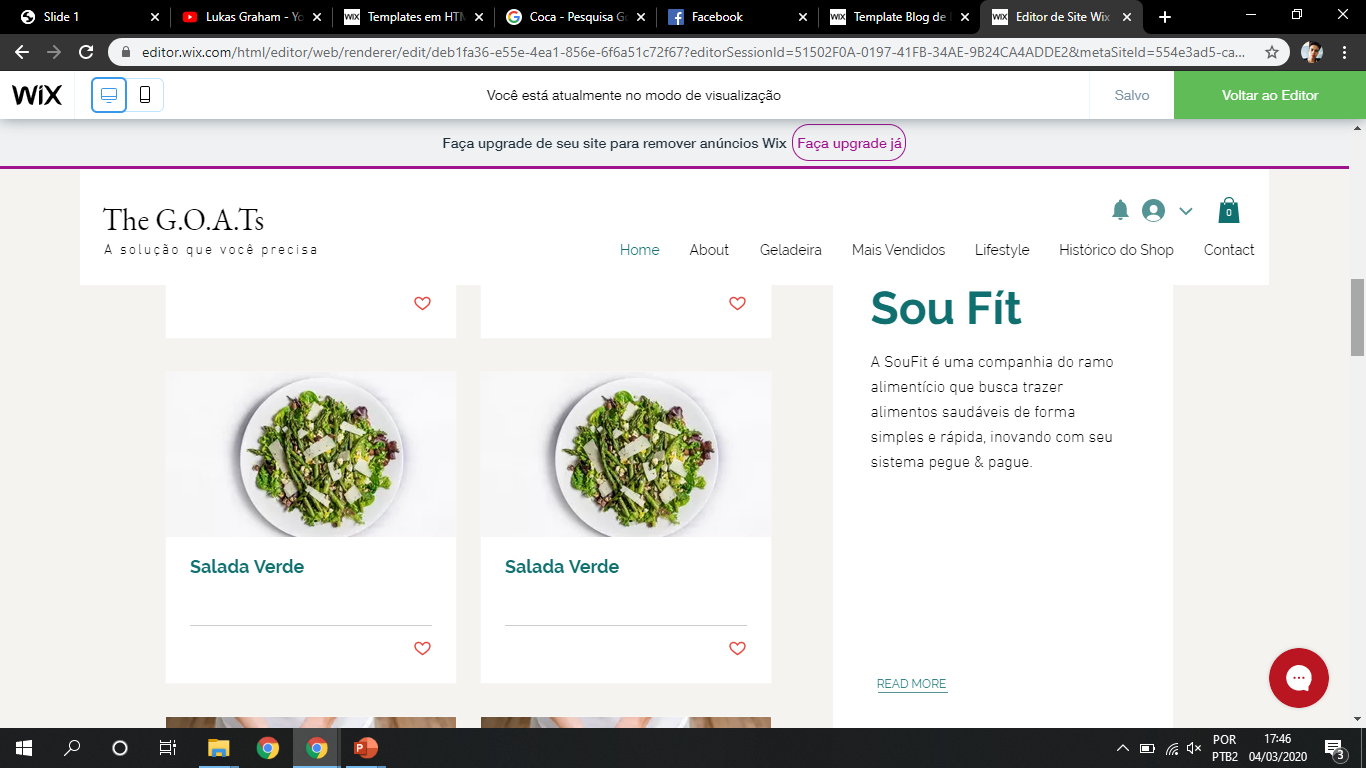 Slide 1
Lukas Graham - Yo
Templates em HTM
Coca - Pesquisa Go
Facebook
Template Blog de
Editor de Site Wix
editor.wix.com/html/editor/web/renderer/edit/deb1fa36-e55e-4ea1-856e-6f6a51c72f67?editorSessionId=51502F0A-0197-41FB-34AE-9B24CA4ADDE2&metaSiteId=554e3ad5-ca...
WiX
Você está atualmente no modo de visualização
Salvo
Voltar ao Editor
Faça upgrade de seu site para remover anúncios Wix
Faça upgrade já
The G.O.A.Ts
A solução que você precisa
0
Home
About
Geladeira
Mais Vendidos
Lifestyle
Histórico do Shop
Contact
Sou Fít
A SouFit é uma companhia do ramo
alimentício que busca trazer
alimentos saudáveis de forma
simples e rápida, inovando com seu
sistema pegue & pague.
Salada Verde
Salada Verde
READ MORE
POR
PTB2
17:46
04/03/2020
3